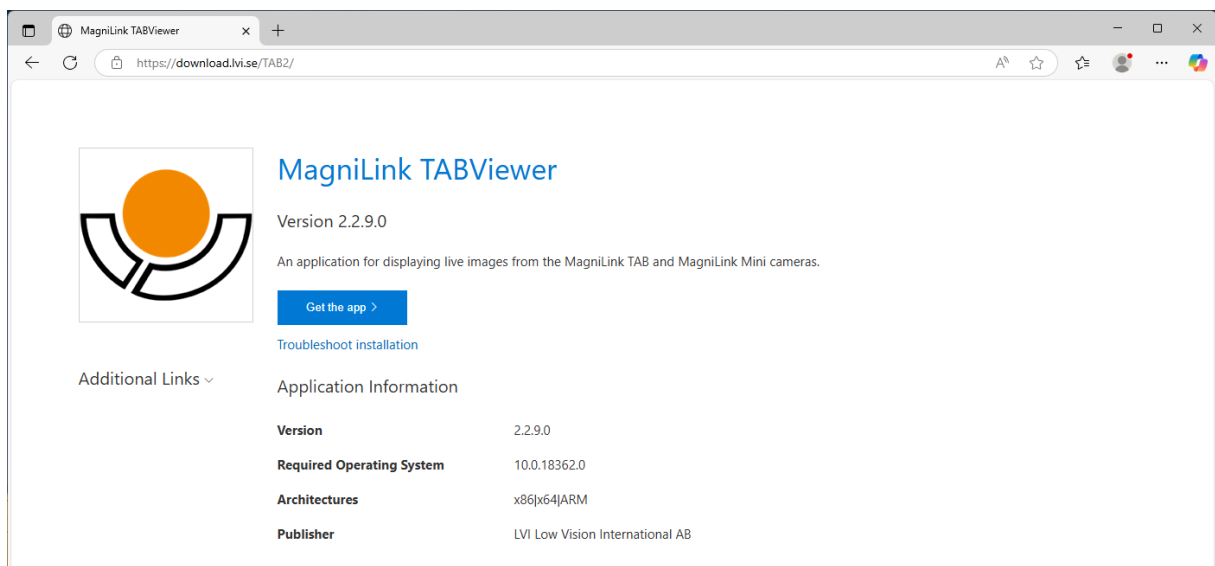 MagniLink TABViewer
https://download.lvi.se/TAB2/
MagniLink TABViewer
Version 2.2.9.0
An application for displaying live images from the MagniLink TAB and MagniLink Mini cameras.
Get the app
Troubleshoot installation
Additional Links
Application Information
Version 2.2.9.0
Required Operating System 10.0.18362.0
Architectures x86|x64|ARM
Publisher LVI Low Vision International AB